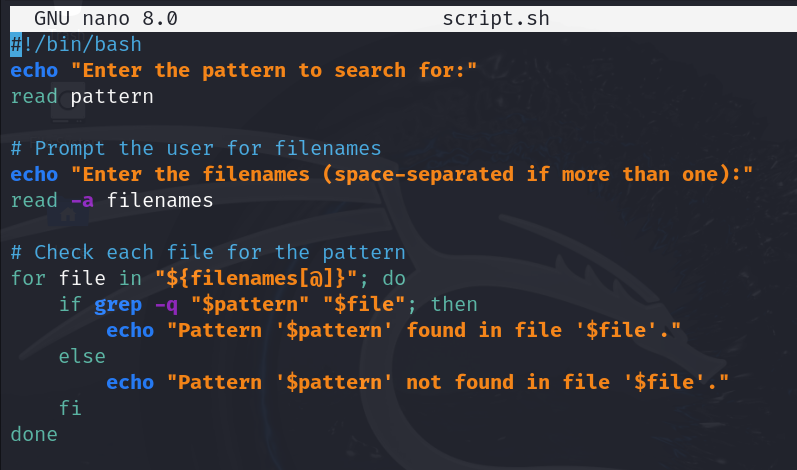 GNU nano 8.0 script.sh
#!/bin/bash
echo "Enter the pattern to search for:"
read pattern
# Prompt the user for filenames
echo "Enter the filenames (space-separated if more than one):"
read -a filenames
# Check each file for the pattern
for file in "${filenames[@]}"; do
    if grep -q "$pattern" "$file"; then
        echo "Pattern '$pattern' found in file '$file'."
    else
        echo "Pattern '$pattern' not found in file '$file'."
    fi
done